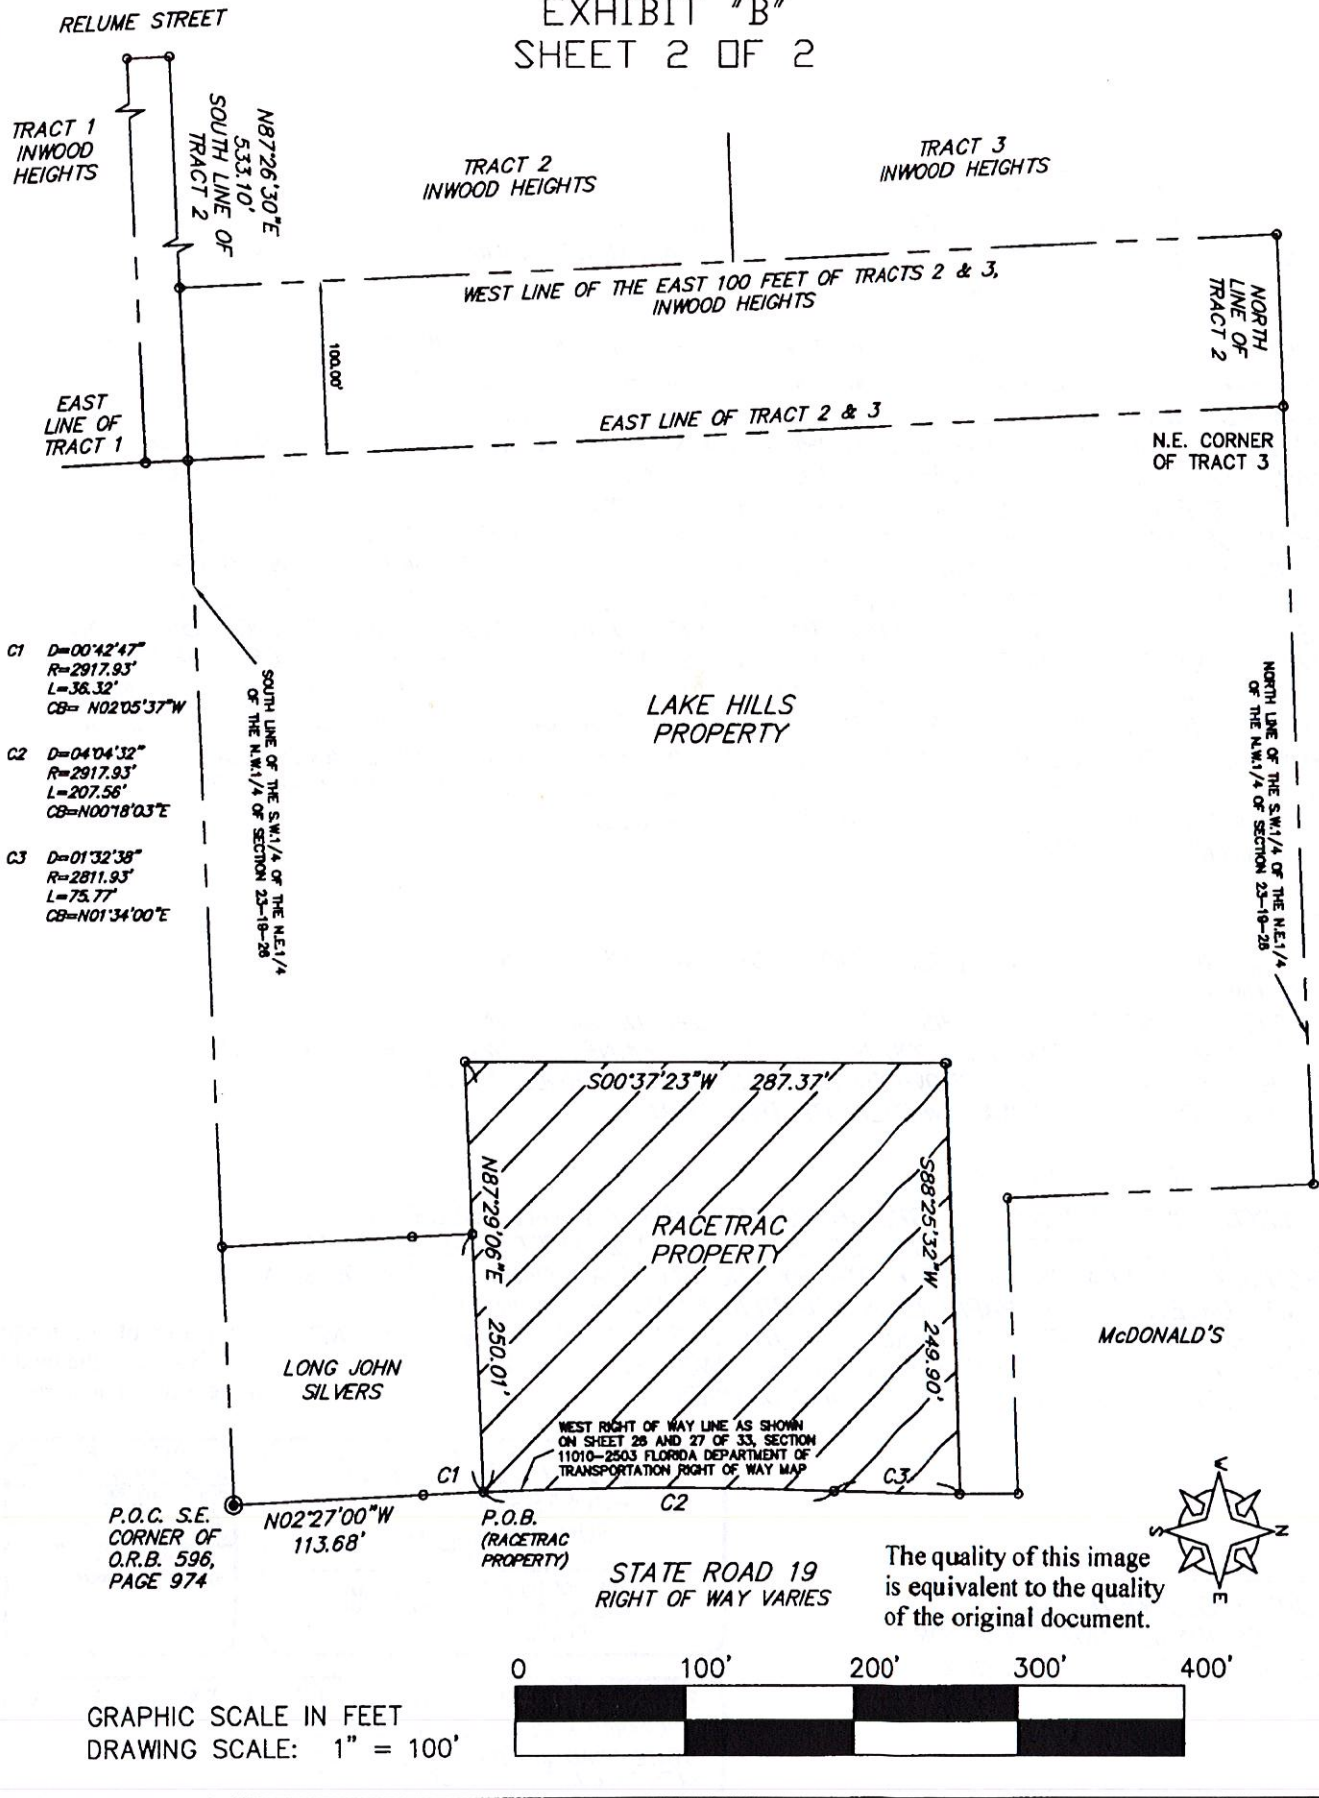 EXHIBIT "B"
SHEET 2 OF 2
RELUME STREET
TRACT 1
INWOOD
HEIGHTS
N87°26'30"E
533.10'
SOUTH LINE OF
TRACT 2
TRACT 2
INWOOD HEIGHTS
TRACT 3
INWOOD HEIGHTS
WEST LINE OF THE EAST 100 FEET OF TRACTS 2 & 3,
INWOOD HEIGHTS
NORTH
LINE OF
TRACT 2
100.00'
EAST
LINE OF
TRACT 1
EAST LINE OF TRACT 2 & 3
N.E. CORNER
OF TRACT 3
C1 D=00°42'47"
R=2917.93'
L=36.32'
CB= N02°05'37"W
C2 D=04°04'32"
R=2917.93'
L=207.56'
CB=N00°18'03"E
C3 D=01°32'38"
R=2811.93'
L=75.77'
CB=N01°34'00"E
SOUTH LINE OF THE S.W.1/4 OF THE N.E.1/4
OF THE N.W.1/4 OF SECTION 23-19-26
LAKE HILLS
PROPERTY
NORTH LINE OF THE S.W.1/4 OF THE N.E.1/4
OF THE N.W.1/4 OF SECTION 23-19-26
S00°37'23"W 287.37'
N87°29'06"E 250.01'
RACETRAC
PROPERTY
S88°25'32"W 249.90'
McDONALD'S
LONG JOHN
SILVERS
WEST RIGHT OF WAY LINE AS SHOWN
ON SHEET 26 AND 27 OF 33, SECTION
11010-2503 FLORIDA DEPARTMENT OF
TRANSPORTATION RIGHT OF WAY MAP
C1
C2
C3
P.O.C. S.E.
CORNER OF
O.R.B. 596,
PAGE 974
N02°27'00"W
113.68'
P.O.B.
(RACETRAC
PROPERTY)
STATE ROAD 19
RIGHT OF WAY VARIES
W
S
N
E
The quality of this image
is equivalent to the quality
of the original document.
0 100' 200' 300' 400'
GRAPHIC SCALE IN FEET
DRAWING SCALE: 1" = 100'